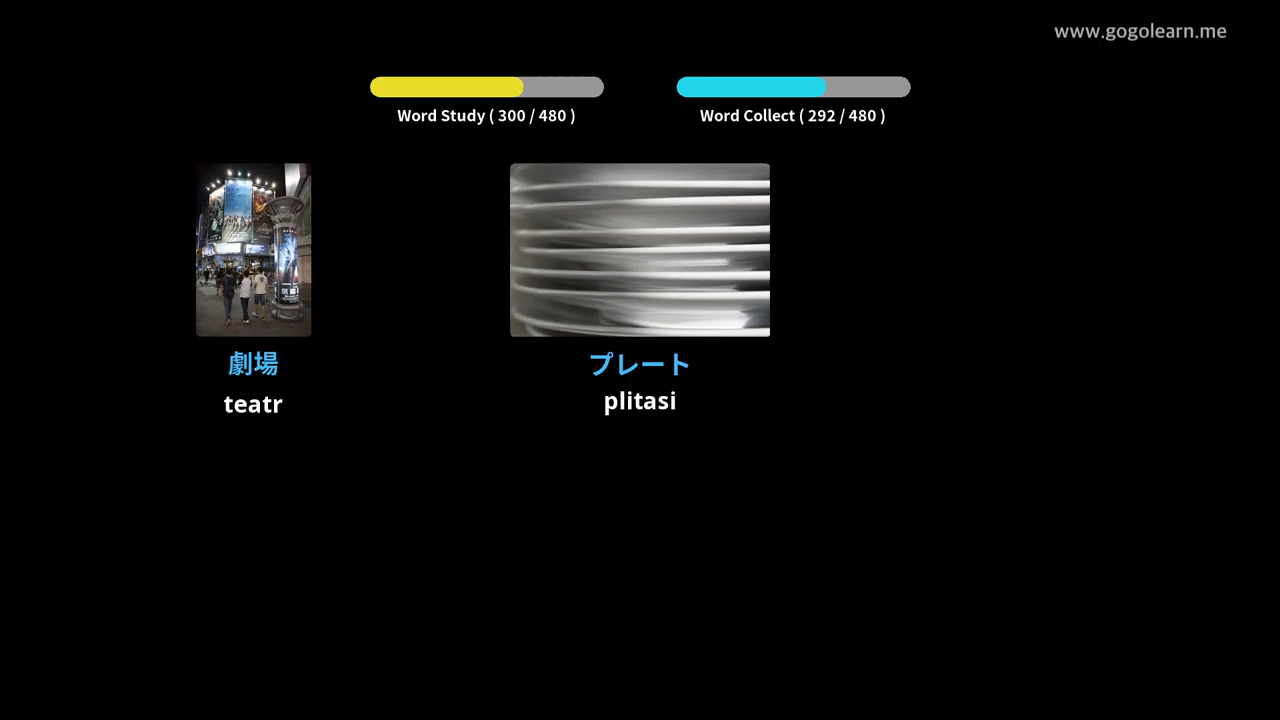 www.gogolearn.me
Word Study ( 300 / 480 )
Word Collect ( 292 / 480 )
劇場
teatr
プレート
plitasi